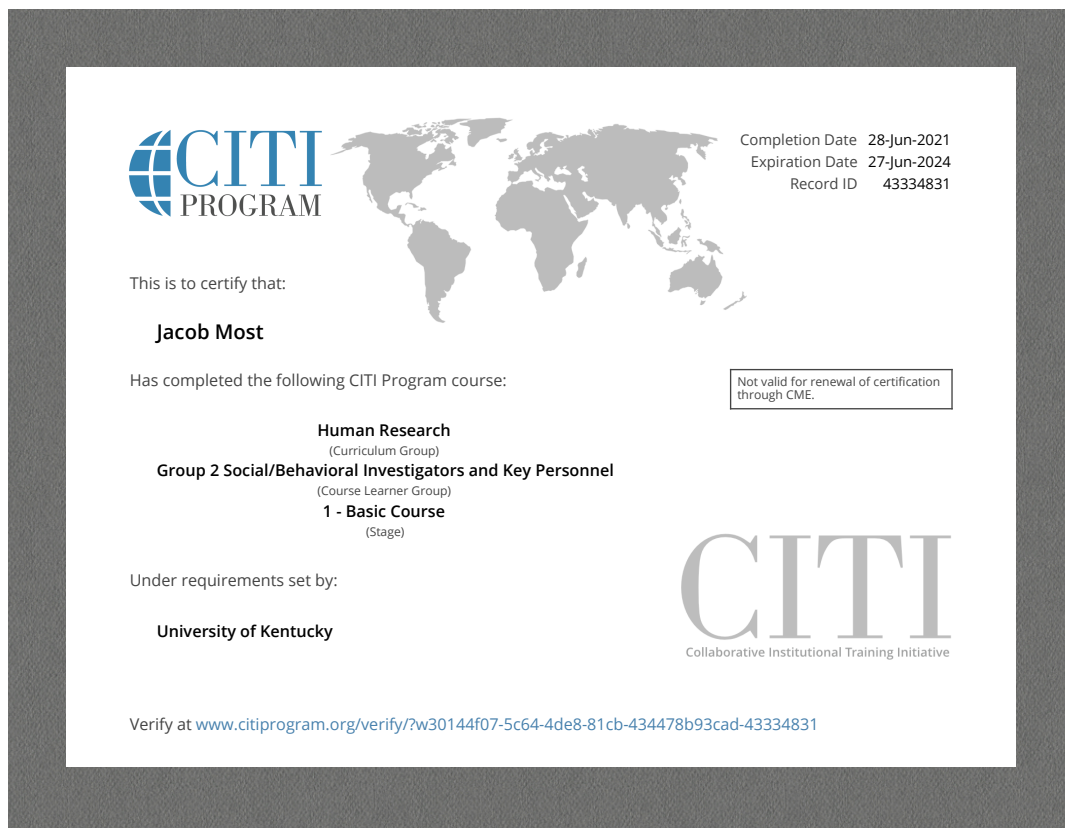 CITI
PROGRAM
Completion Date 28-Jun-2021
Expiration Date 27-Jun-2024
Record ID 43334831
This is to certify that:
Jacob Most
Has completed the following CITI Program course:
Not valid for renewal of certification
through CME.
Human Research
(Curriculum Group)
Group 2 Social/Behavioral Investigators and Key Personnel
(Course Learner Group)
1 - Basic Course
(Stage)
Under requirements set by:
University of Kentucky
CITI
Collaborative Institutional Training Initiative
Verify at www.citiprogram.org/verify/?w30144f07-5c64-4de8-81cb-434478b93cad-43334831